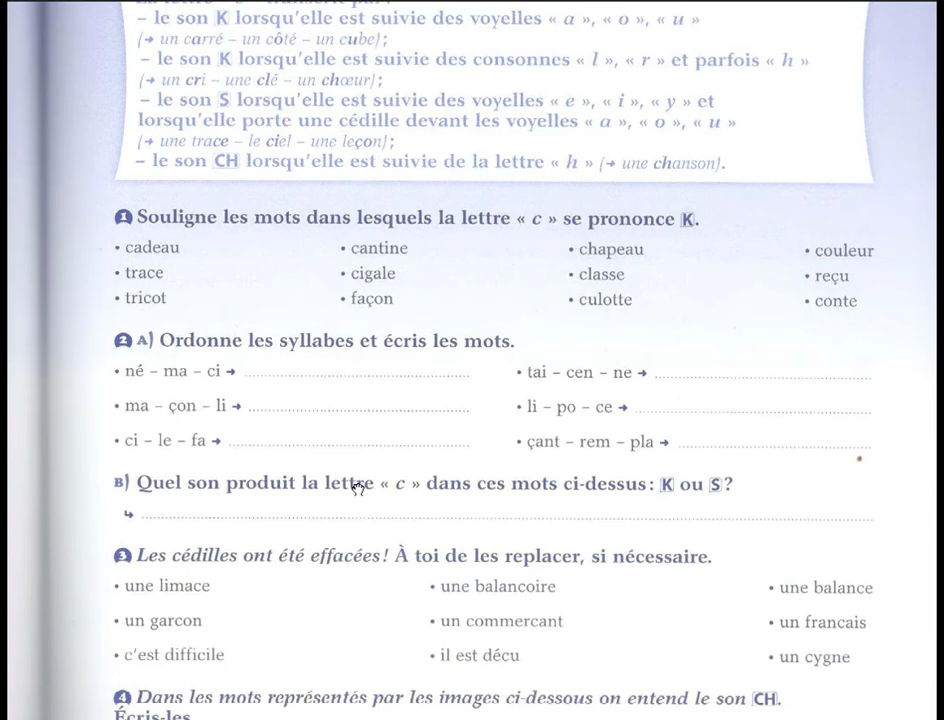 – le son K lorsqu'elle est suivie des voyelles « a », « o », « u »
(→ un carré – un côté – un cube) ;
– le son K lorsqu'elle est suivie des consonnes « l », « r » et parfois « h »
(→ un cri – une clé – un chœur) ;
– le son S lorsqu'elle est suivie des voyelles « e », « i », « y » et
lorsqu'elle porte une cédille devant les voyelles « a », « o », « u »
(→ une trace – le ciel – une leçon) ;
– le son CH lorsqu'elle est suivie de la lettre « h » (→ une chanson).
1 Souligne les mots dans lesquels la lettre « c » se prononce K.
• cadeau • cantine • chapeau • couleur
• trace • cigale • classe • reçu
• tricot • façon • culotte • conte
2 A) Ordonne les syllabes et écris les mots.
• né – ma – ci → • tai – cen – ne →
• ma – çon – li → • li – po – ce →
• ci – le – fa → • çant – rem – pla →
B) Quel son produit la lettre « c » dans ces mots ci-dessus : K ou S ?
3 Les cédilles ont été effacées ! À toi de les replacer, si nécessaire.
• une limace • une balancoire • une balance
• un garcon • un commercant • un francais
• c'est difficile • il est décu • un cygne
4 Dans les mots représentés par les images ci-dessous on entend le son CH.
Écris-les